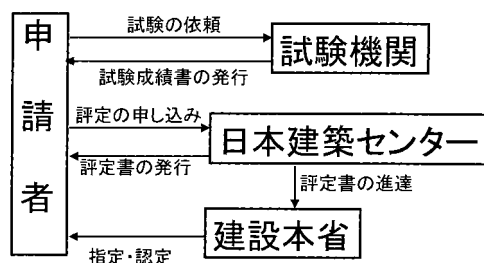 申請者
試験の依頼
試験機関
試験成績書の発行
評定の申し込み
日本建築センター
評定書の発行
評定書の進達
建設本省
指定・認定